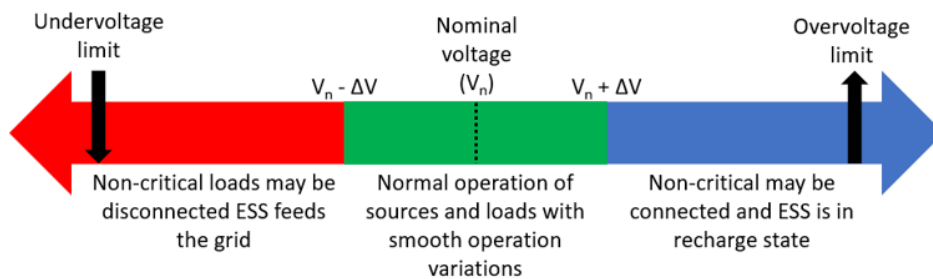 Undervoltage
limit
Nominal
voltage
(Vn)
Overvoltage
limit
Vn - ΔV
Vn + ΔV
Non-critical loads may be
disconnected ESS feeds
the grid
Normal operation of
sources and loads with
smooth operation
variations
Non-critical may be
connected and ESS is in
recharge state